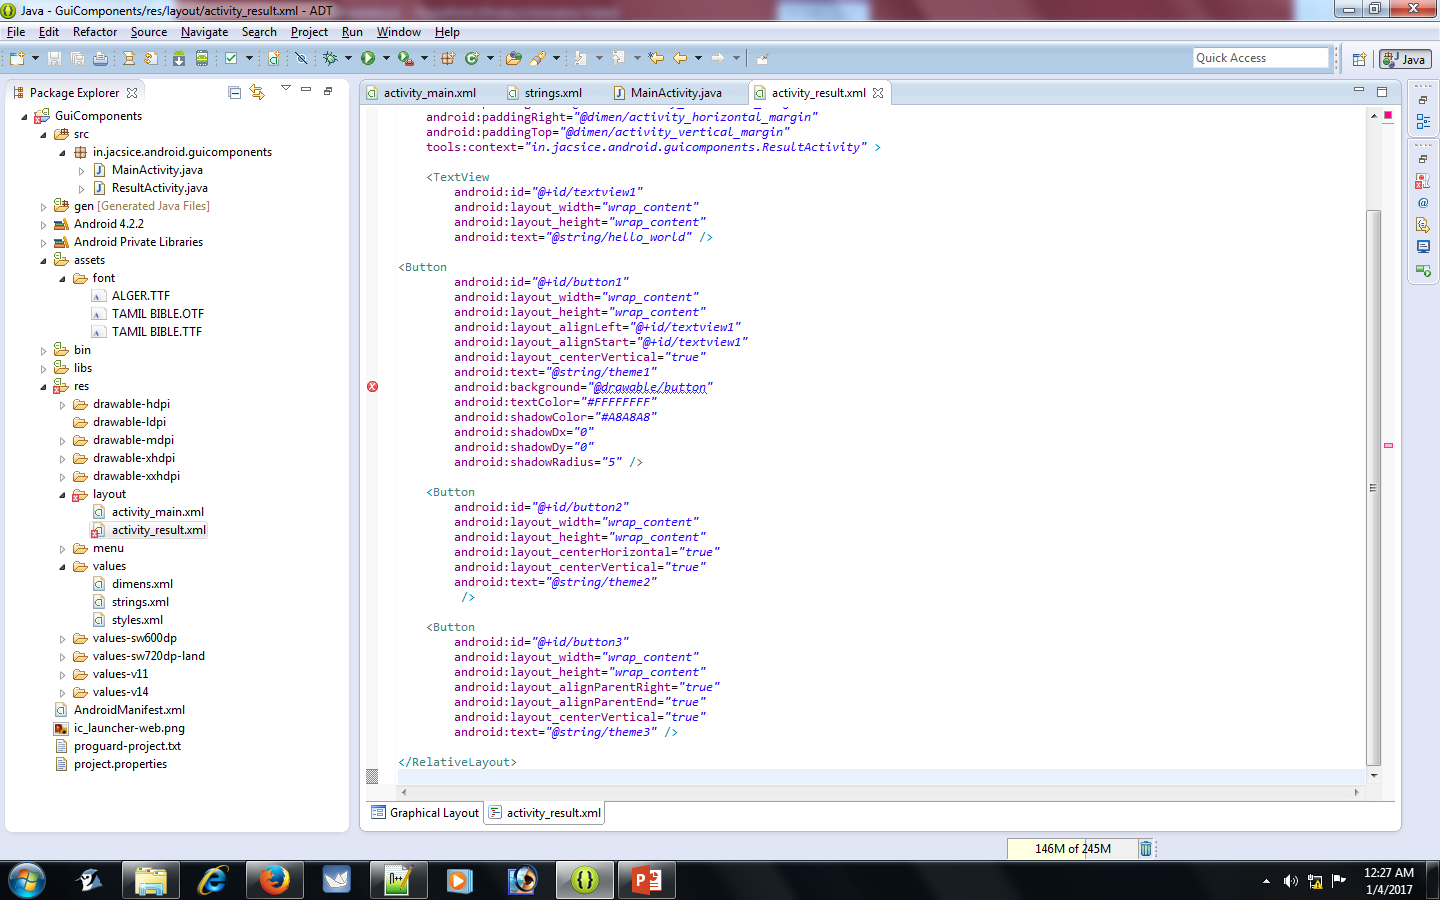 Java - GuiComponents/res/layout/activity_result.xml - ADT
File Edit Refactor Source Navigate Search Project Run Window Help
Quick Access
Java
Package Explorer
activity_main.xml
strings.xml
MainActivity.java
activity_result.xml
GuiComponents
src
in.jacsice.android.guicomponents
MainActivity.java
ResultActivity.java
gen [Generated Java Files]
Android 4.2.2
Android Private Libraries
assets
font
ALGER.TTF
TAMIL BIBLE.OTF
TAMIL BIBLE.TTF
bin
libs
res
drawable-hdpi
drawable-ldpi
drawable-mdpi
drawable-xhdpi
drawable-xxhdpi
layout
activity_main.xml
activity_result.xml
menu
values
dimens.xml
strings.xml
styles.xml
values-sw600dp
values-sw720dp-land
values-v11
values-v14
AndroidManifest.xml
ic_launcher-web.png
proguard-project.txt
project.properties
android:paddingRight="@dimen/activity_horizontal_margin"
android:paddingTop="@dimen/activity_vertical_margin"
tools:context="in.jacsice.android.guicomponents.ResultActivity" >
<TextView
android:id="@+id/textview1"
android:layout_width="wrap_content"
android:layout_height="wrap_content"
android:text="@string/hello_world" />
<Button
android:id="@+id/button1"
android:layout_width="wrap_content"
android:layout_height="wrap_content"
android:layout_alignLeft="@+id/textview1"
android:layout_alignStart="@+id/textview1"
android:layout_centerVertical="true"
android:text="@string/theme1"
android:background="@drawable/button"
android:textColor="#FFFFFFFF"
android:shadowColor="#A8A8A8"
android:shadowDx="0"
android:shadowDy="0"
android:shadowRadius="5" />
<Button
android:id="@+id/button2"
android:layout_width="wrap_content"
android:layout_height="wrap_content"
android:layout_centerHorizontal="true"
android:layout_centerVertical="true"
android:text="@string/theme2"
/>
<Button
android:id="@+id/button3"
android:layout_width="wrap_content"
android:layout_height="wrap_content"
android:layout_alignParentRight="true"
android:layout_alignParentEnd="true"
android:layout_centerVertical="true"
android:text="@string/theme3" />
</RelativeLayout>
Graphical Layout
activity_result.xml
146M of 245M
12:27 AM
1/4/2017